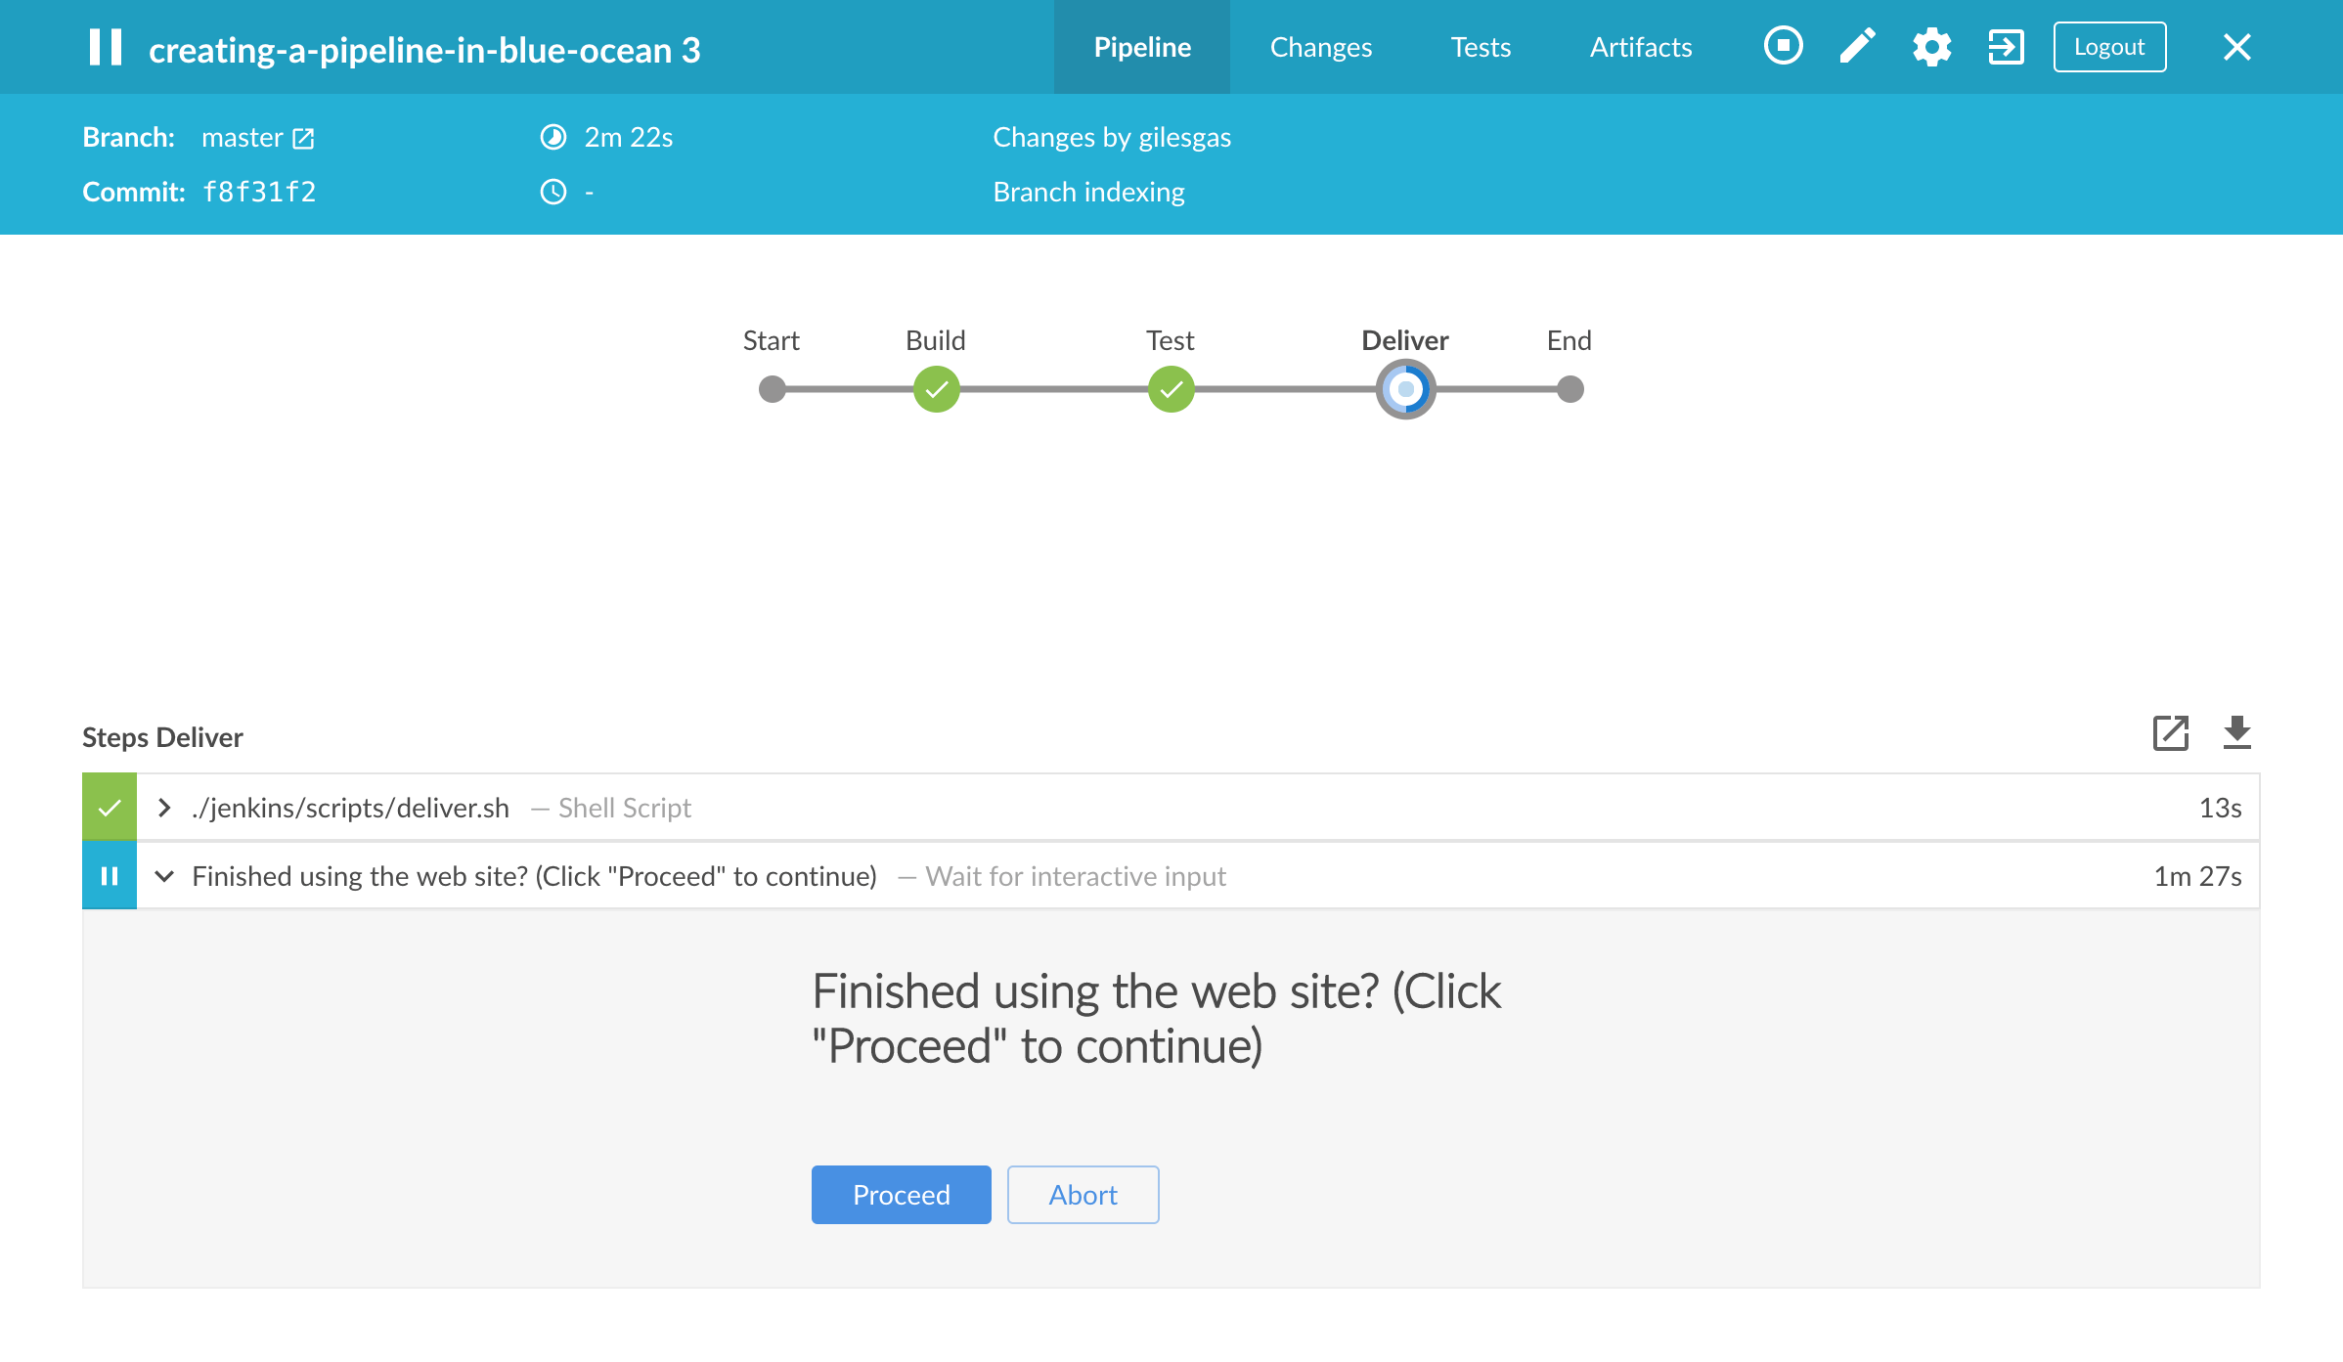 creating-a-pipeline-in-blue-ocean 3
Pipeline
Changes
Tests
Artifacts
Logout
Branch: master
2m 22s
Changes by gilesgas
Commit: f8f31f2
-
Branch indexing
Start
Build
Test
Deliver
End
Steps Deliver
./jenkins/scripts/deliver.sh — Shell Script
13s
Finished using the web site? (Click "Proceed" to continue) — Wait for interactive input
1m 27s
Finished using the web site? (Click
"Proceed" to continue)
Proceed
Abort